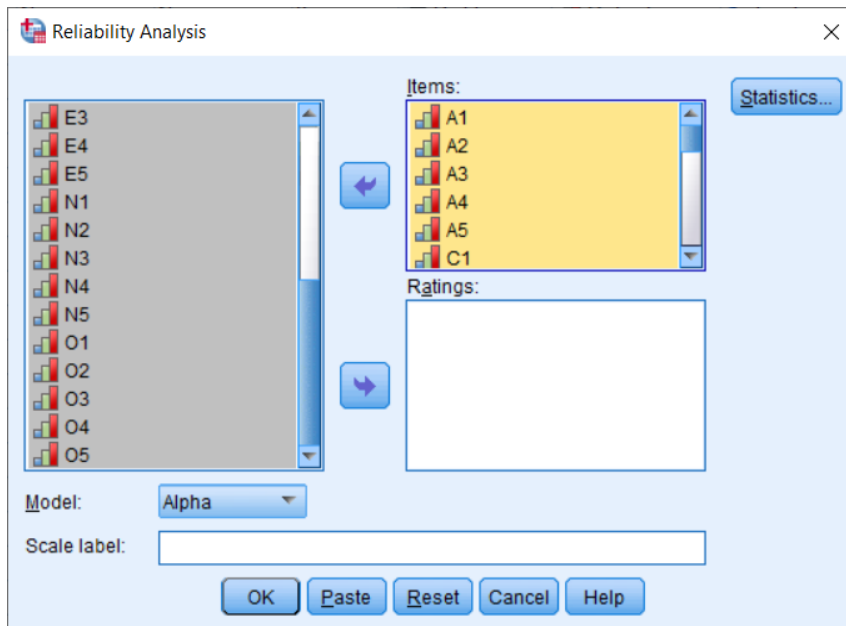 Reliability Analysis
Items:
Statistics...
E3
E4
E5
N1
N2
N3
N4
N5
O1
O2
O3
O4
O5
A1
A2
A3
A4
A5
C1
Ratings:
Model: Alpha
Scale label:
OK Paste Reset Cancel Help